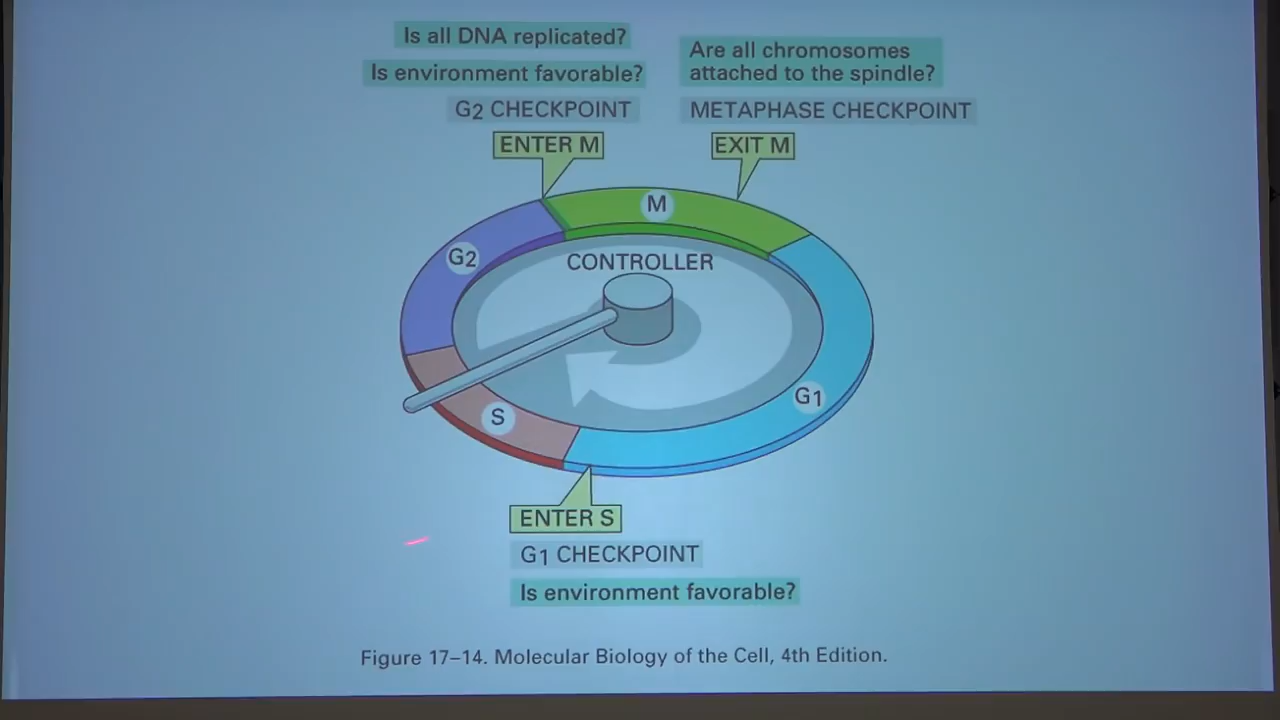 Is all DNA replicated?
Is environment favorable?
G2 CHECKPOINT
ENTER M
Are all chromosomes
attached to the spindle?
METAPHASE CHECKPOINT
EXIT M
M
G2
CONTROLLER
G1
S
ENTER S
G1 CHECKPOINT
Is environment favorable?
Figure 17–14. Molecular Biology of the Cell, 4th Edition.